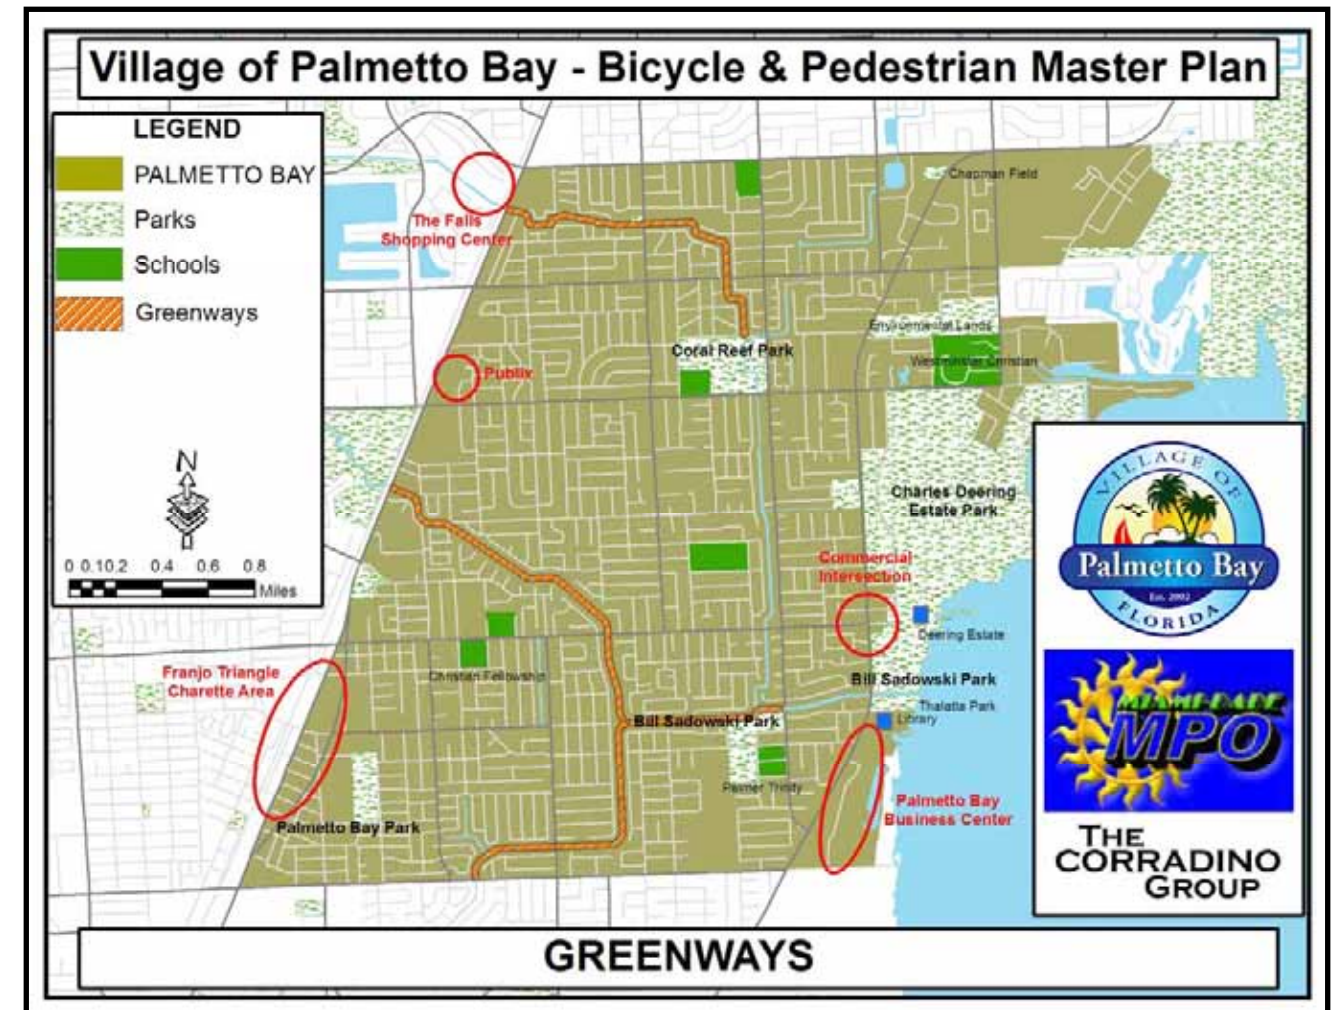 Village of Palmetto Bay - Bicycle & Pedestrian Master Plan
LEGEND
PALMETTO BAY
Parks
Schools
Greenways
N
0 0.10.2 0.4 0.6 0.8
Miles
The Falls
Shopping Center
Chapman Field
Environmental Lands
Coral Reef Park
Westminster Christian
Publix
Charles Deering
Estate Park
Commercial
Intersection
Deering Estate
Franjo Triangle
Charette Area
Christian Fellowship
Bill Sadowski Park
Thalatta Park
Library
Bill Sadowski Park
Palmer Trinity
Palmetto Bay
Business Center
Palmetto Bay Park
VILLAGE OF
Palmetto Bay
Est. 2002
FLORIDA
MIAMI-DADE
MPO
THE
CORRADINO
GROUP
GREENWAYS